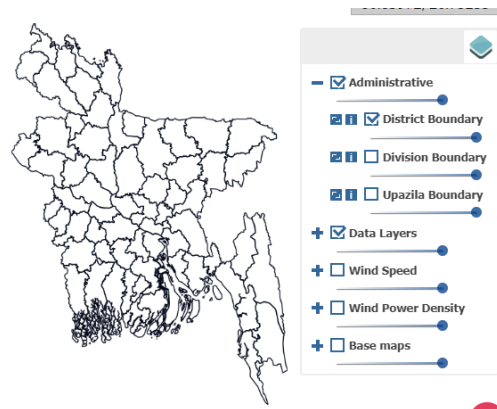 Administrative
District Boundary
Division Boundary
Upazila Boundary
Data Layers
Wind Speed
Wind Power Density
Base maps